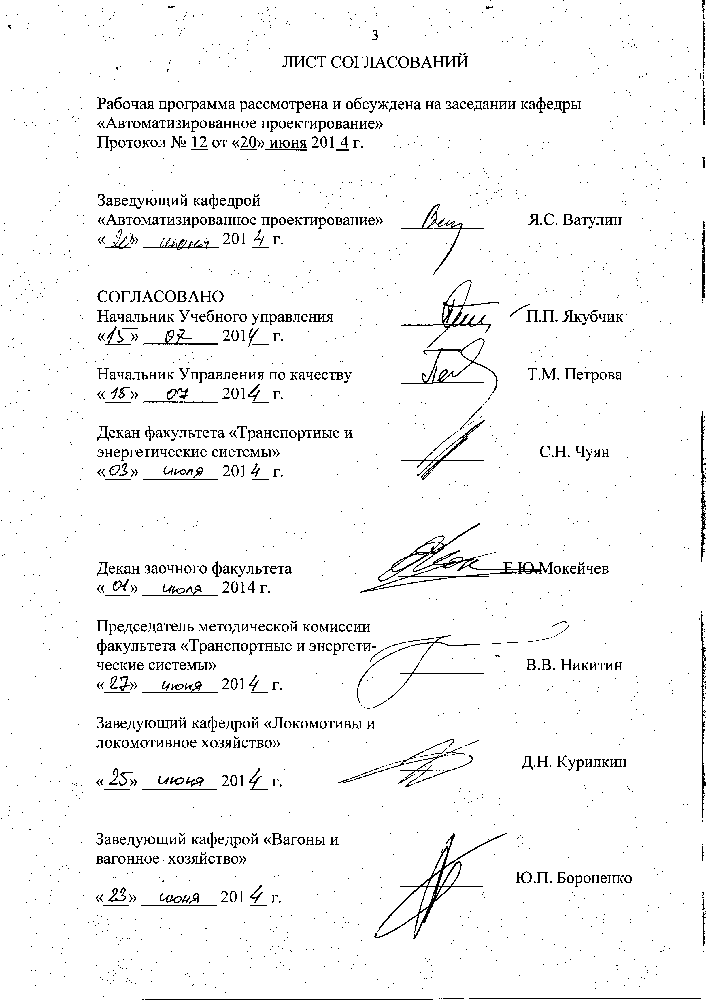 3
ЛИСТ СОГЛАСОВАНИЙ
Рабочая программа рассмотрена и обсуждена на заседании кафедры
«Автоматизированное проектирование»
Протокол № 12 от «20» июня 2014 г.
Заведующий кафедрой
«Автоматизированное проектирование» Я.С. Ватулин
«20» июня 2014 г.
СОГЛАСОВАНО
Начальник Учебного управления П.П. Якубчик
«15» 07 2014 г.
Начальник Управления по качеству Т.М. Петрова
«15» 07 2014 г.
Декан факультета «Транспортные и
энергетические системы» С.Н. Чуян
«03» июля 2014 г.
Декан заочного факультета Е.Ю.Мокейчев
«01» июля 2014 г.
Председатель методической комиссии
факультета «Транспортные и энергети-
ческие системы» В.В. Никитин
«27» июня 2014 г.
Заведующий кафедрой «Локомотивы и
локомотивное хозяйство»
Д.Н. Курилкин
«25» июня 2014 г.
Заведующий кафедрой «Вагоны и
вагонное хозяйство»
Ю.П. Бороненко
«23» июня 2014 г.